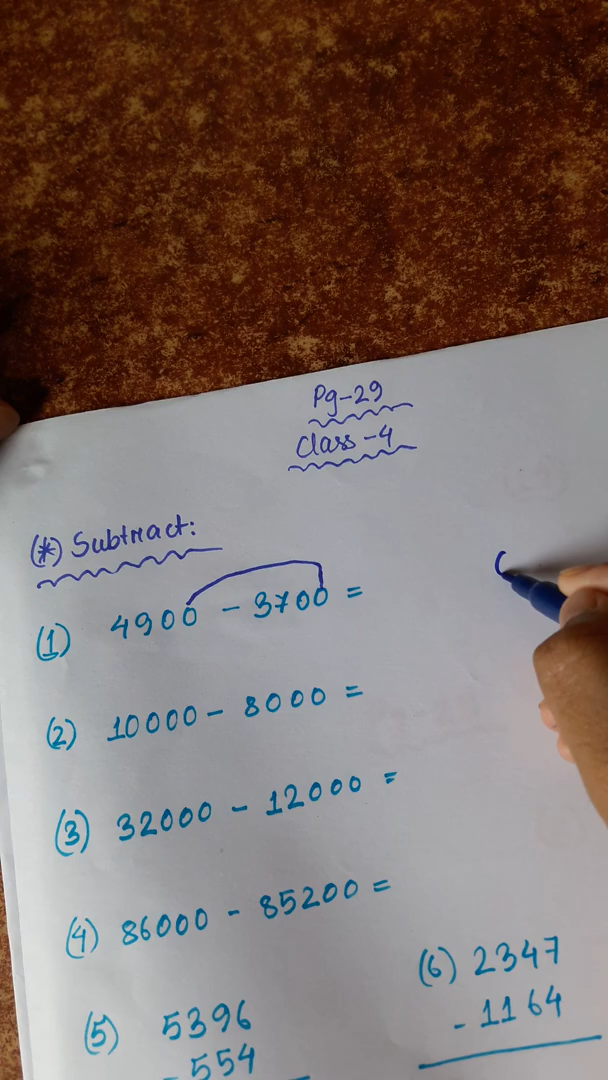 Pg-29
Class-4
(*) Subtract:
(1) 4900 - 3700 =
(2) 10000 - 8000 =
(3) 32000 - 12000 =
(4) 86000 - 85200 =
(5) 5396
- 554
(6) 2347
- 1164